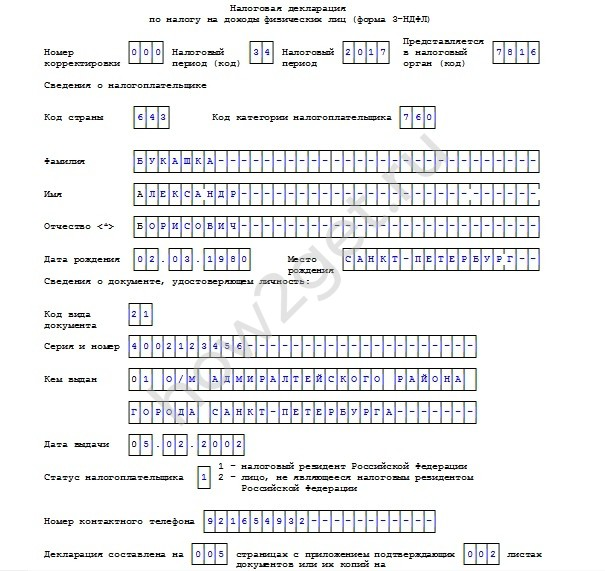 Налоговая декларация
по налогу на доходы физических лиц (форма 3-НДФЛ)
Номер корректировки 000 Налоговый период (код) 34 Налоговый период 2017 Представляется в налоговый орган (код) 7816
Сведения о налогоплательщике
Код страны 643 Код категории налогоплательщика 760
Фамилия БУКАШКА---------------------------
Имя АЛЕКСАНДР-------------------------
Отчество <*> БОРИСОВИЧ-------------------------
Дата рождения 02.03.1980 Место рождения САНКТ-ПЕТЕРБУРГ--
Сведения о документе, удостоверяющем личность:
Код вида документа 21
Серия и номер 4002123456--------------------
Кем выдан 01 О/М АДМИРАЛТЕЙСКОГО РАЙОНА
ГОРОДА САНКТ-ПЕТЕРБУРГА-------
Дата выдачи 05.02.2002
Статус налогоплательщика 1 1 - налоговый резидент Российской Федерации
2 - лицо, не являющееся налоговым резидентом
Российской Федерации
Номер контактного телефона 921654932-----------
Декларация составлена на 005 страницах с приложением подтверждающих документов или их копий на 002 листах
how2get.ru